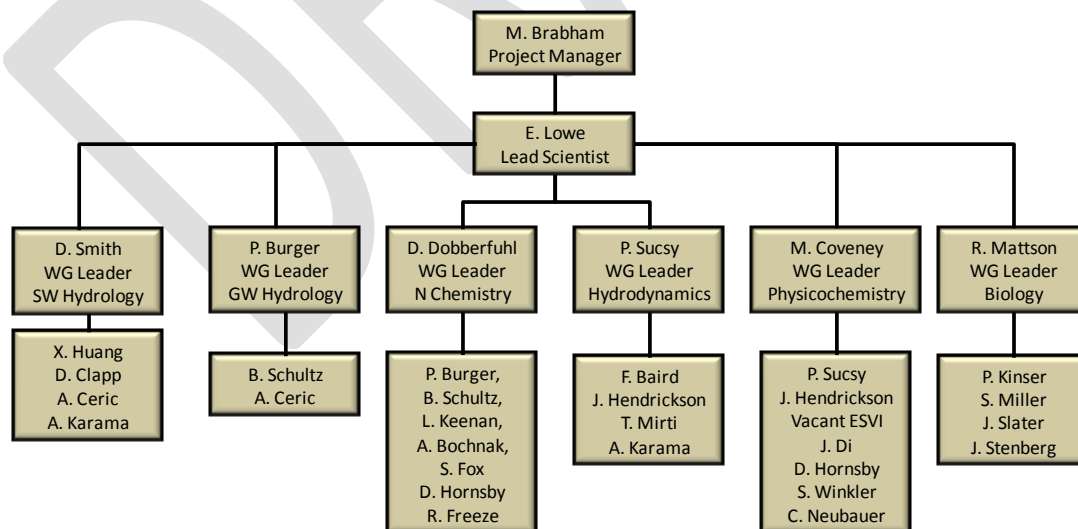 M. Brabham
Project Manager
E. Lowe
Lead Scientist
D. Smith
WG Leader
SW Hydrology
X. Huang
D. Clapp
A. Ceric
A. Karama
P. Burger
WG Leader
GW Hydrology
B. Schultz
A. Ceric
D. Dobberfuhl
WG Leader
N Chemistry
P. Burger,
B. Schultz,
L. Keenan,
A. Bochnak,
S. Fox
D. Hornsby
R. Freeze
P. Sucsy
WG Leader
Hydrodynamics
F. Baird
J. Hendrickson
T. Mirti
A. Karama
M. Coveney
WG Leader
Physicochemistry
P. Sucsy
J. Hendrickson
Vacant ESVI
J. Di
D. Hornsby
S. Winkler
C. Neubauer
R. Mattson
WG Leader
Biology
P. Kinser
S. Miller
J. Slater
J. Stenberg